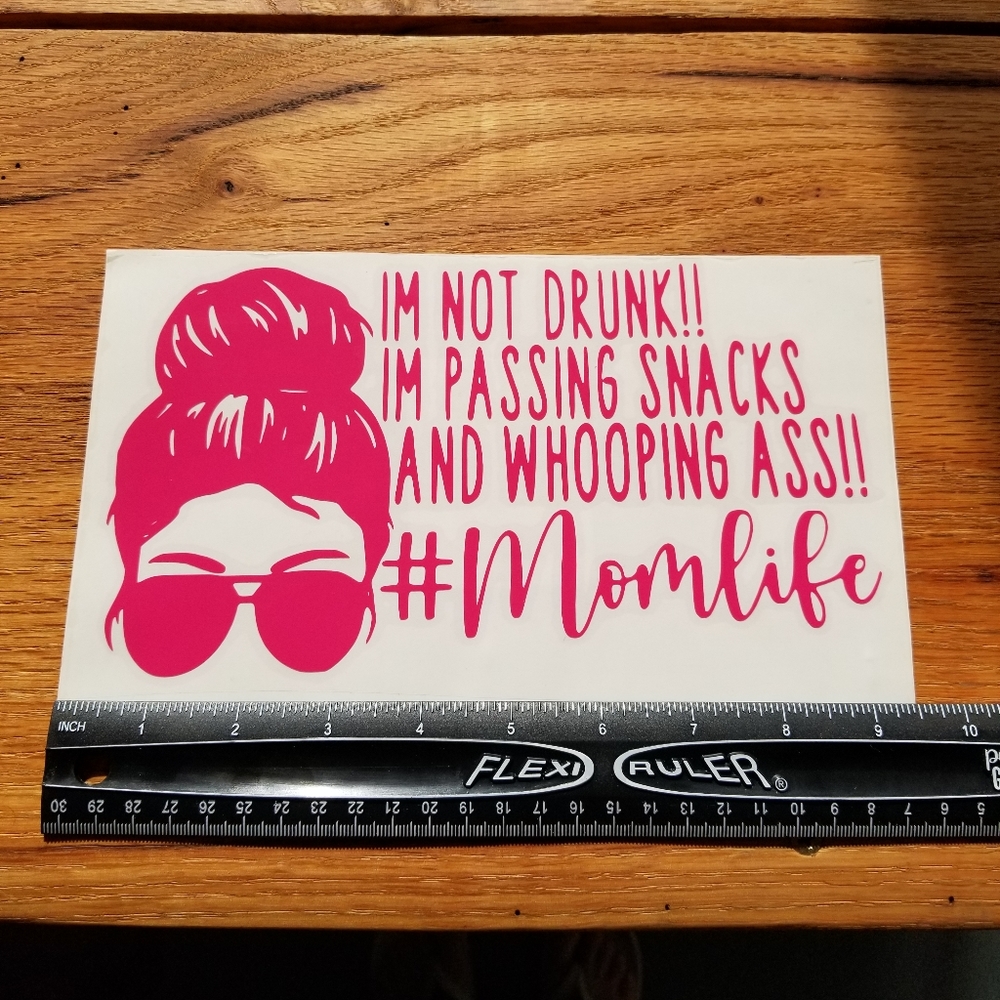 IM NOT DRUNK!!
IM PASSING SNACKS
AND WHOOPING ASS!!
#Momlife
INCH 1 2 3 4 5 6 7 8 9 10
FLEXI RULER®
30 29 28 27 26 25 24 23 22 21 20 19 18 17 16 15 14 13 12 11 10 9 8 7 6 5